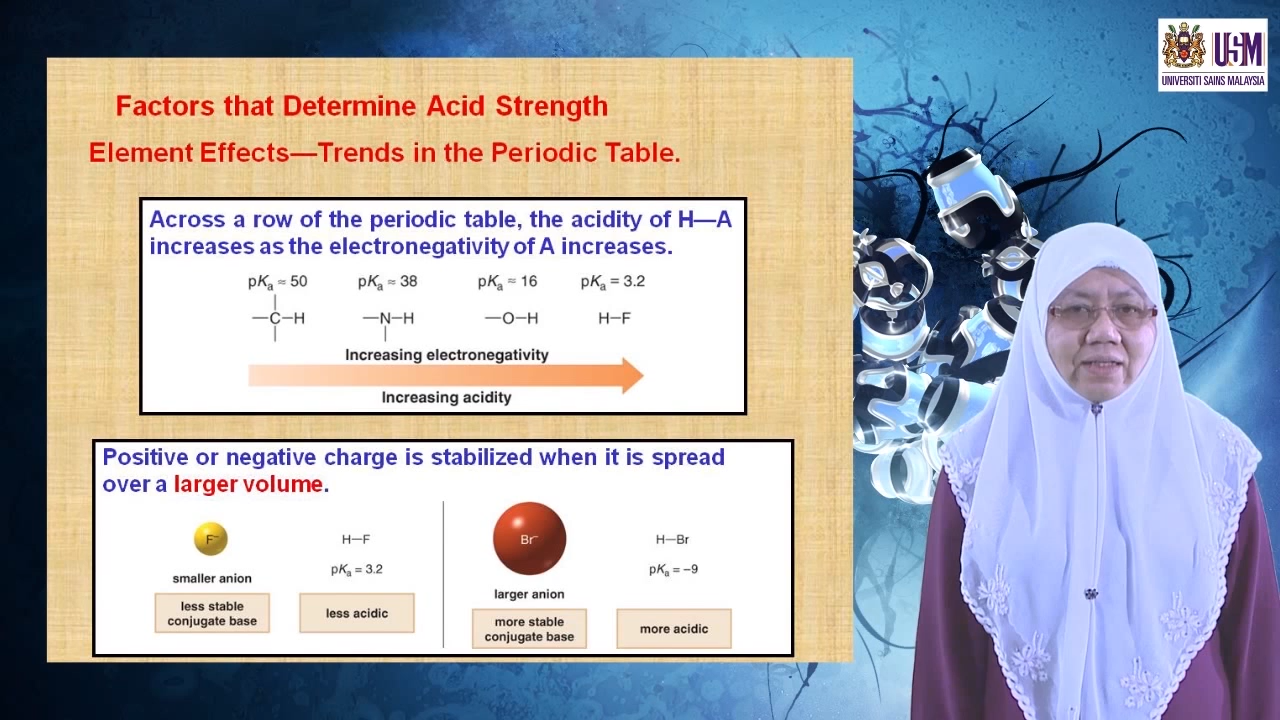 USM
UNIVERSITI SAINS MALAYSIA
Factors that Determine Acid Strength
Element Effects—Trends in the Periodic Table.
Across a row of the periodic table, the acidity of H—A
increases as the electronegativity of A increases.
pKa ≈ 50 pKa ≈ 38 pKa ≈ 16 pKa = 3.2
—C—H —N—H —O—H H—F
Increasing electronegativity
Increasing acidity
Positive or negative charge is stabilized when it is spread
over a larger volume.
F⁻ H—F Br⁻ H—Br
pKa = 3.2 pKa = –9
smaller anion larger anion
less stable
conjugate base
less acidic
more stable
conjugate base
more acidic